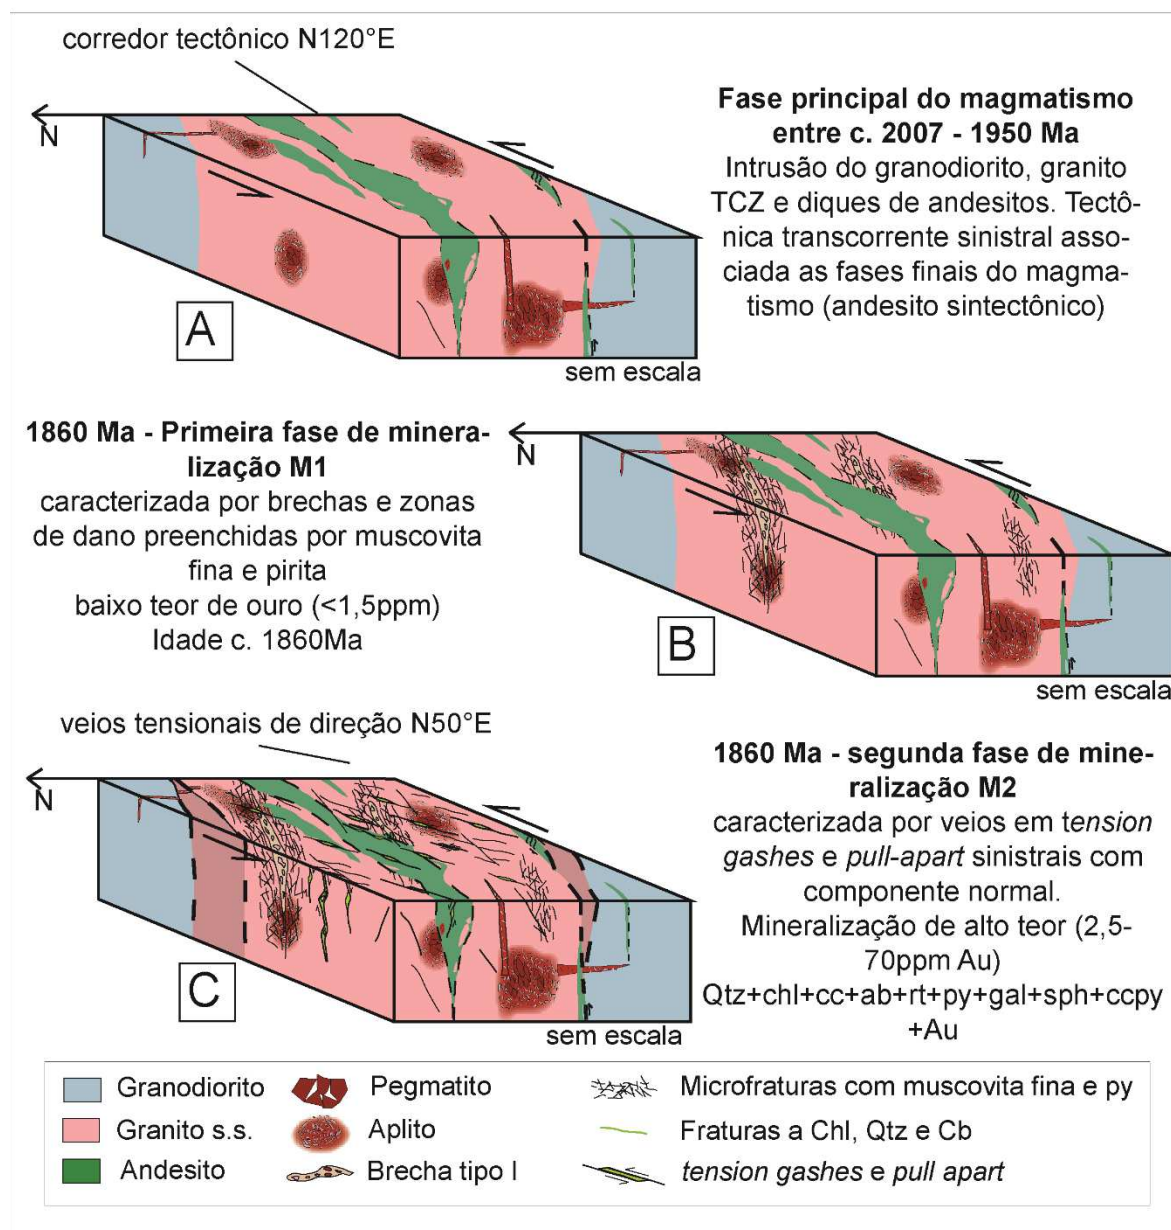 corredor tectônico N120°E
N
Fase principal do magmatismo
entre c. 2007 - 1950 Ma
Intrusão do granodiorito, granito
TCZ e diques de andesitos. Tectô-
nica transcorrente sinistral asso-
ciada as fases finais do magma-
tismo (andesito sintectônico)
A
sem escala
1860 Ma - Primeira fase de minera-
lização M1
caracterizada por brechas e zonas
de dano preenchidas por muscovita
fina e pirita
baixo teor de ouro (<1,5ppm)
Idade c. 1860Ma
N
B
sem escala
veios tensionais de direção N50°E
N
1860 Ma - segunda fase de mine-
ralização M2
caracterizada por veios em tension
gashes e pull-apart sinistrais com
componente normal.
Mineralização de alto teor (2,5-
70ppm Au)
Qtz+chl+cc+ab+rt+py+gal+sph+ccpy
+Au
C
sem escala
Granodiorito
Granito s.s.
Andesito
Pegmatito
Aplito
Brecha tipo I
Microfraturas com muscovita fina e py
Fraturas a Chl, Qtz e Cb
tension gashes e pull apart